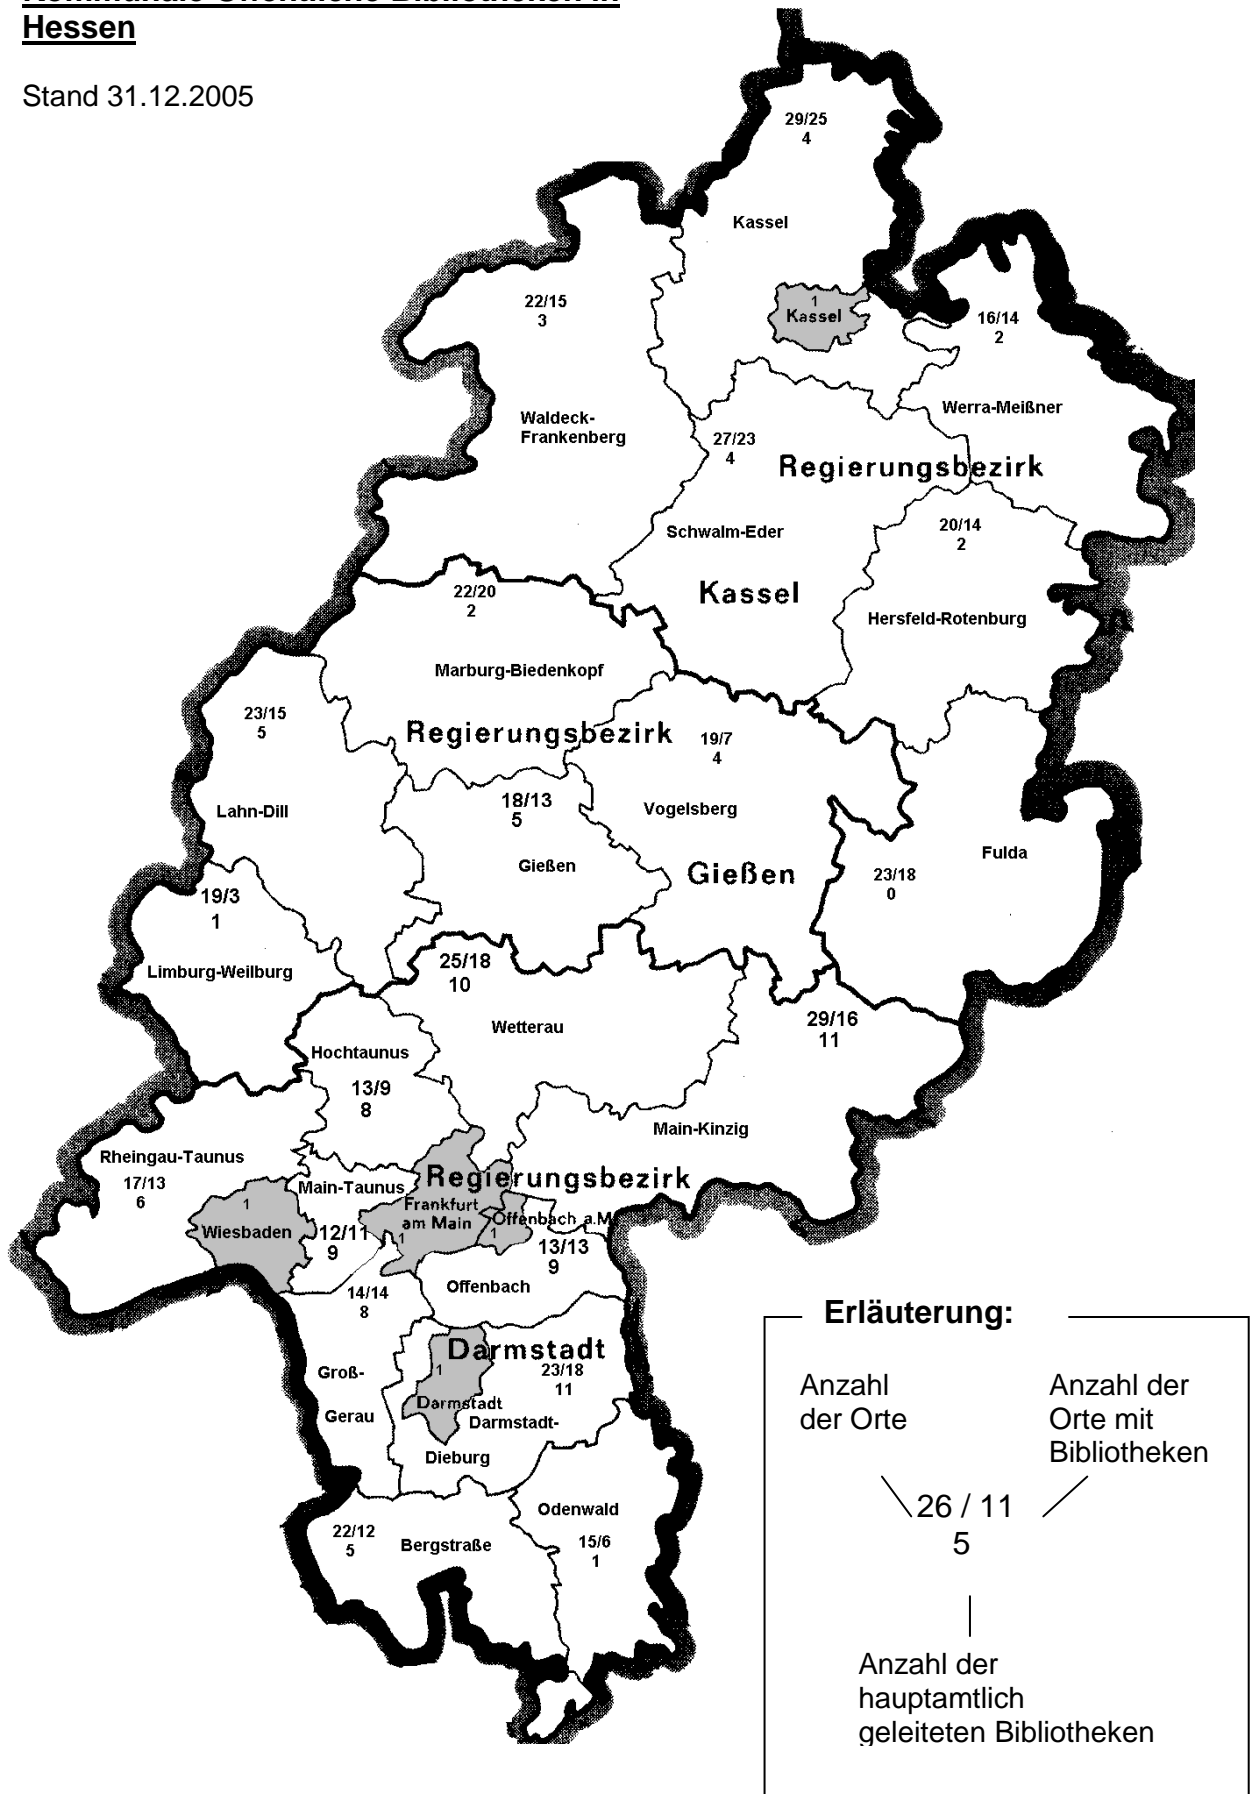 Kommunale Öffentliche Bibliotheken in
Hessen
Stand 31.12.2005
29/25
4
Kassel
1
Kassel
22/15
3
16/14
2
Waldeck-
Frankenberg
Werra-Meißner
27/23
4
Regierungsbezirk
20/14
2
Schwalm-Eder
Kassel
22/20
2
Hersfeld-Rotenburg
Marburg-Biedenkopf
23/15
5
Regierungsbezirk
19/7
4
Lahn-Dill
18/13
5
Vogelsberg
Gießen
Gießen
Fulda
23/18
0
19/3
1
Limburg-Weilburg
25/18
10
Wetterau
29/16
11
Hochtaunus
13/9
8
Main-Kinzig
Rheingau-Taunus
17/13
6
Regierungsbezirk
Main-Taunus
1
Wiesbaden
12/11
9
Frankfurt
am Main
1
Offenbach a.M
1
13/13
9
Offenbach
14/14
8
Darmstadt
23/18
11
1
Darmstadt
Darmstadt-
Dieburg
Groß-
Gerau
Odenwald
15/6
1
22/12
5
Bergstraße
Erläuterung:
Anzahl
der Orte
Anzahl der
Orte mit
Bibliotheken
26 / 11
5
Anzahl der
hauptamtlich
geleiteten Bibliotheken